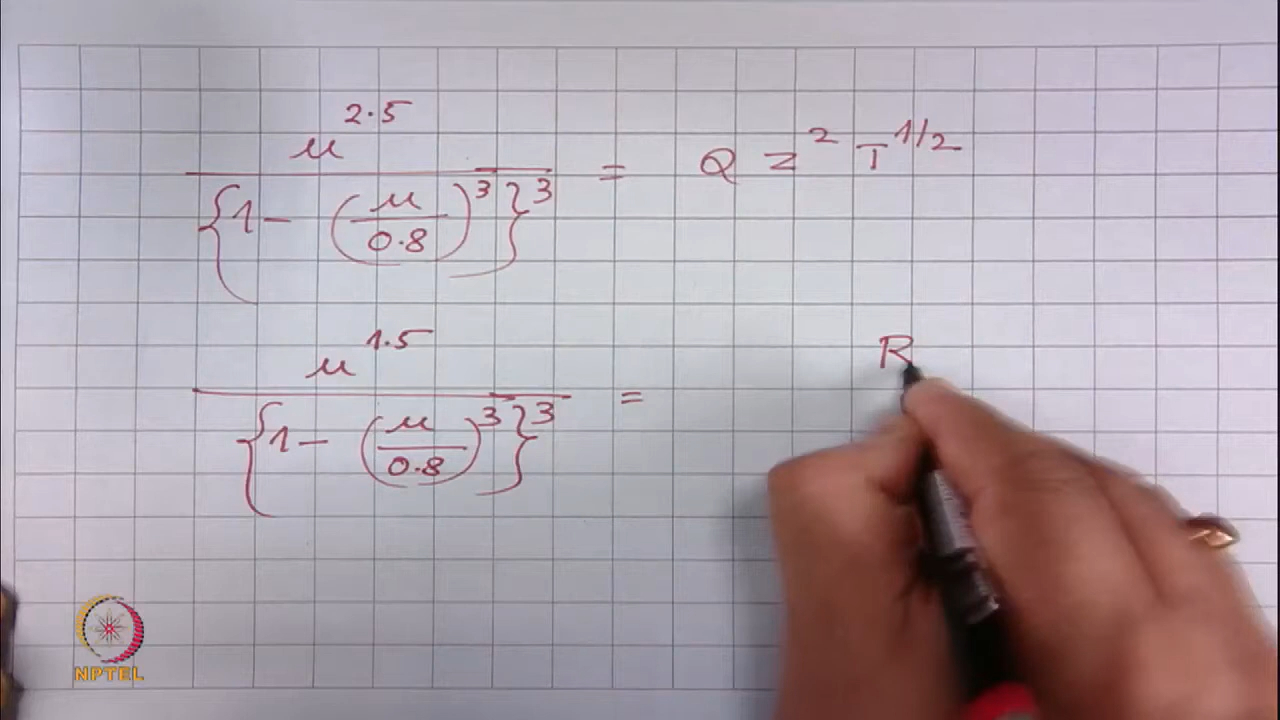 μ^2.5 / {1 - (μ/0.8)^3}^3 = Q z^2 T^1/2
μ^1.5 / {1 - (μ/0.8)^3}^3 = R
NPTEL